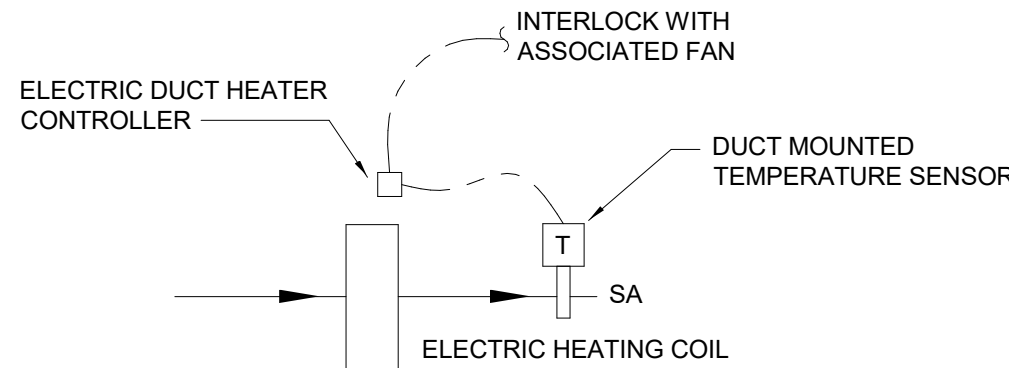 INTERLOCK WITH
ASSOCIATED FAN
ELECTRIC DUCT HEATER
CONTROLLER
DUCT MOUNTED
TEMPERATURE SENSOR
T
SA
ELECTRIC HEATING COIL